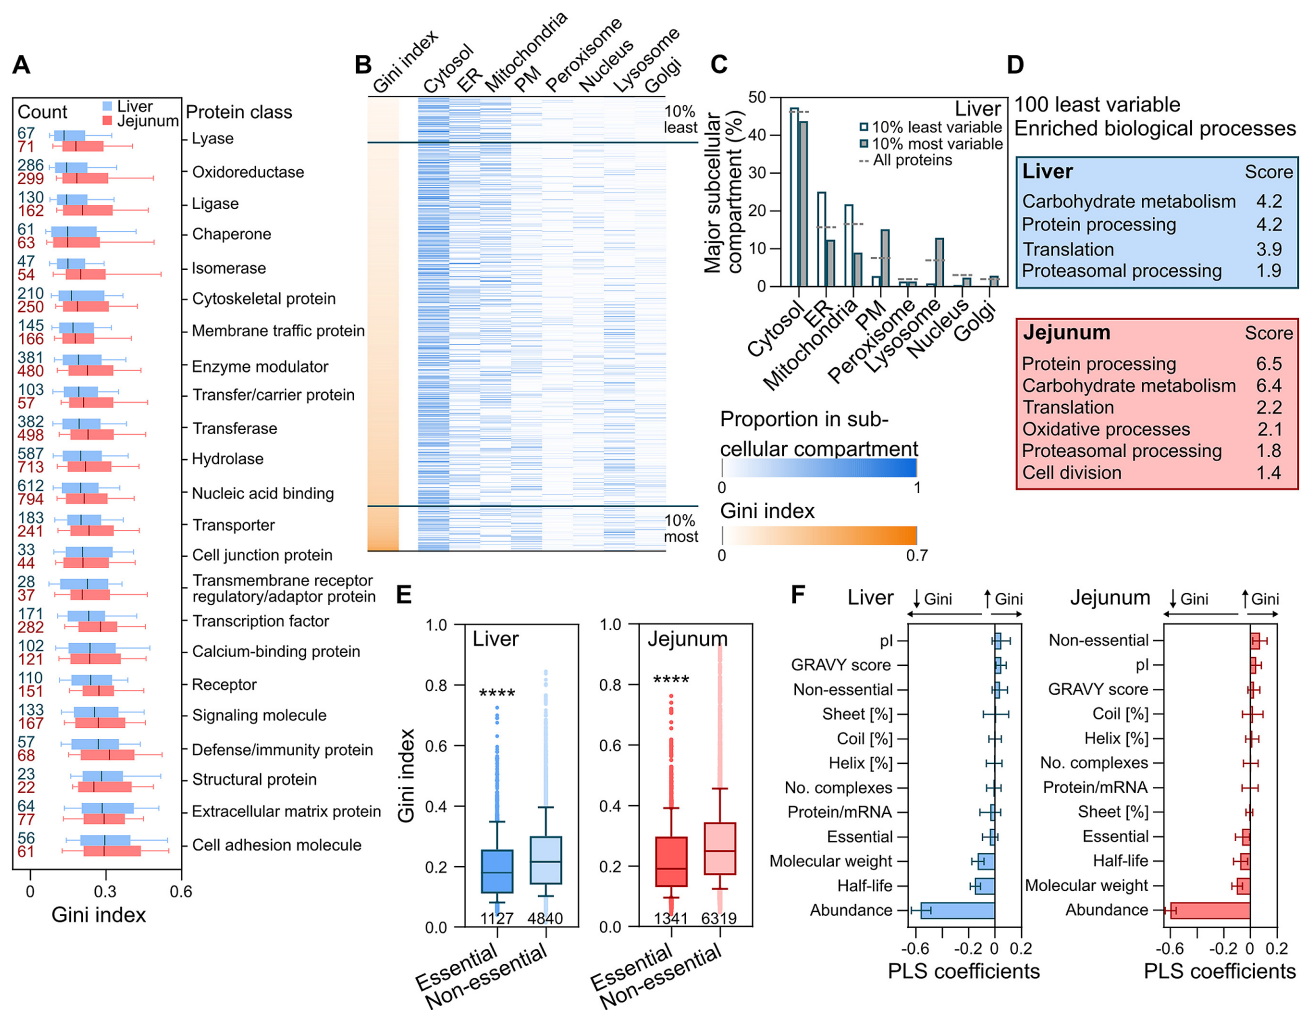 A
Count
Liver
Jejunum
Protein class
67
71
Lyase
286
299
Oxidoreductase
130
162
Ligase
61
63
Chaperone
47
54
Isomerase
210
250
Cytoskeletal protein
145
166
Membrane traffic protein
381
480
Enzyme modulator
103
57
Transfer/carrier protein
382
498
Transferase
587
713
Hydrolase
612
794
Nucleic acid binding
183
241
Transporter
33
44
Cell junction protein
28
37
Transmembrane receptor
regulatory/adaptor protein
171
282
Transcription factor
102
121
Calcium-binding protein
110
151
Receptor
133
167
Signaling molecule
57
68
Defense/immunity protein
23
22
Structural protein
64
77
Extracellular matrix protein
56
61
Cell adhesion molecule
0 0.3 0.6
Gini index
B
Gini index
Cytosol
ER
Mitochondria
PM
Peroxisome
Nucleus
Lysosome
Golgi
10%
least
10%
most
C
Major subcellular
compartment (%)
50
40
30
20
10
0
Liver
10% least variable
10% most variable
All proteins
Cytosol
ER
Mitochondria
PM
Peroxisome
Lysosome
Nucleus
Golgi
Proportion in sub-
cellular compartment
0 1
Gini index
0 0.7
D
100 least variable
Enriched biological processes
Liver Score
Carbohydrate metabolism 4.2
Protein processing 4.2
Translation 3.9
Proteasomal processing 1.9
Jejunum Score
Protein processing 6.5
Carbohydrate metabolism 6.4
Translation 2.2
Oxidative processes 2.1
Proteasomal processing 1.8
Cell division 1.4
E
Gini index
1.0
0.8
0.6
0.4
0.2
0.0
Liver
****
1127 4840
Essential
Non-essential
1.0
0.8
0.6
0.4
0.2
0.0
Jejunum
****
1341 6319
Essential
Non-essential
F
Liver
↓ Gini ↑ Gini
pI
GRAVY score
Non-essential
Sheet [%]
Coil [%]
Helix [%]
No. complexes
Protein/mRNA
Essential
Molecular weight
Half-life
Abundance
-0.6 -0.2 0 0.2
PLS coefficients
Jejunum
↓ Gini ↑ Gini
Non-essential
pI
GRAVY score
Coil [%]
Helix [%]
No. complexes
Protein/mRNA
Sheet [%]
Essential
Half-life
Molecular weight
Abundance
-0.6 -0.2 0 0.2
PLS coefficients